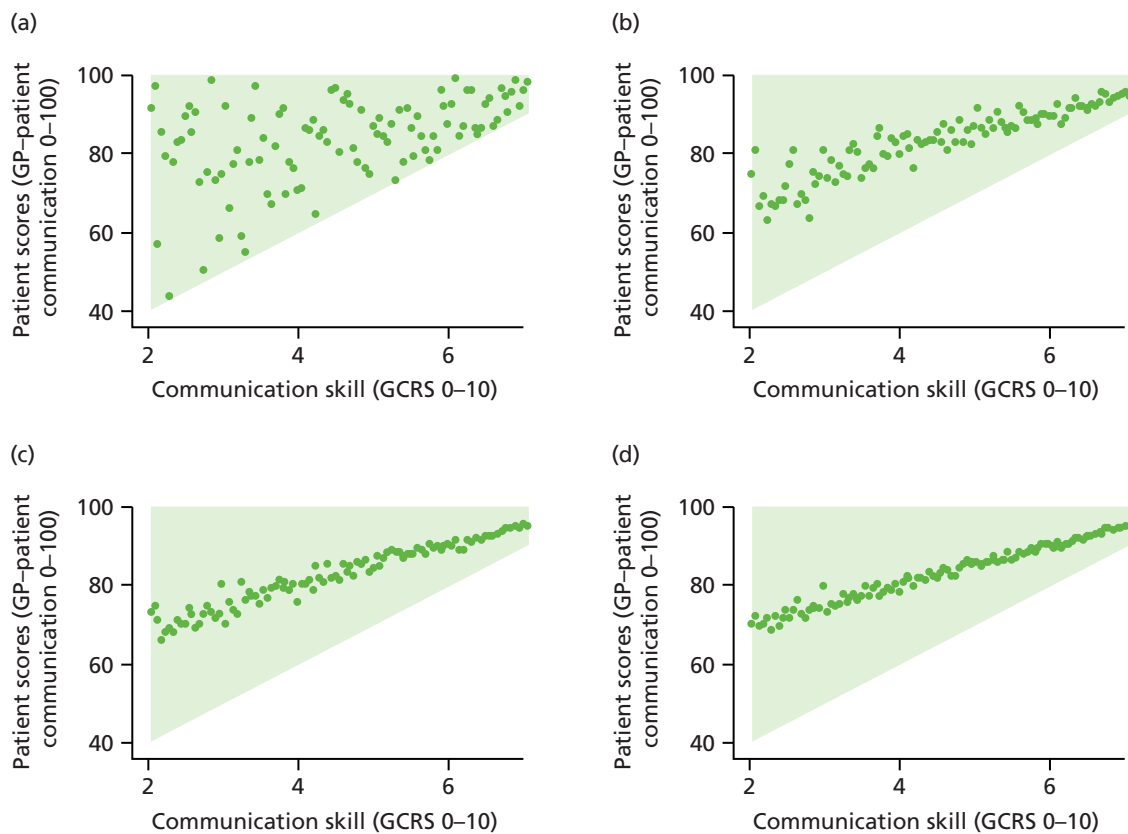 (a)
Patient scores (GP–patient
communication 0–100)
100
80
60
40
2 4 6
Communication skill (GCRS 0–10)
(b)
Patient scores (GP–patient
communication 0–100)
100
80
60
40
2 4 6
Communication skill (GCRS 0–10)
(c)
Patient scores (GP–patient
communication 0–100)
100
80
60
40
2 4 6
Communication skill (GCRS 0–10)
(d)
Patient scores (GP–patient
communication 0–100)
100
80
60
40
2 4 6
Communication skill (GCRS 0–10)